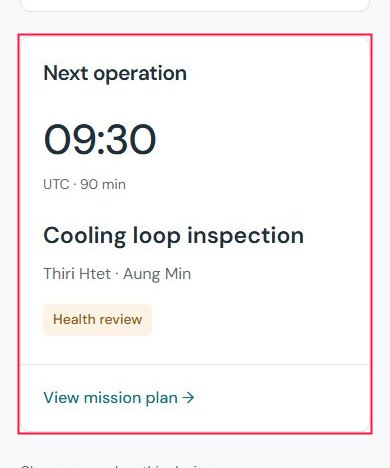 Next operation
09:30
UTC · 90 min
Cooling loop inspection
Thiri Htet · Aung Min
Health review
View mission plan →